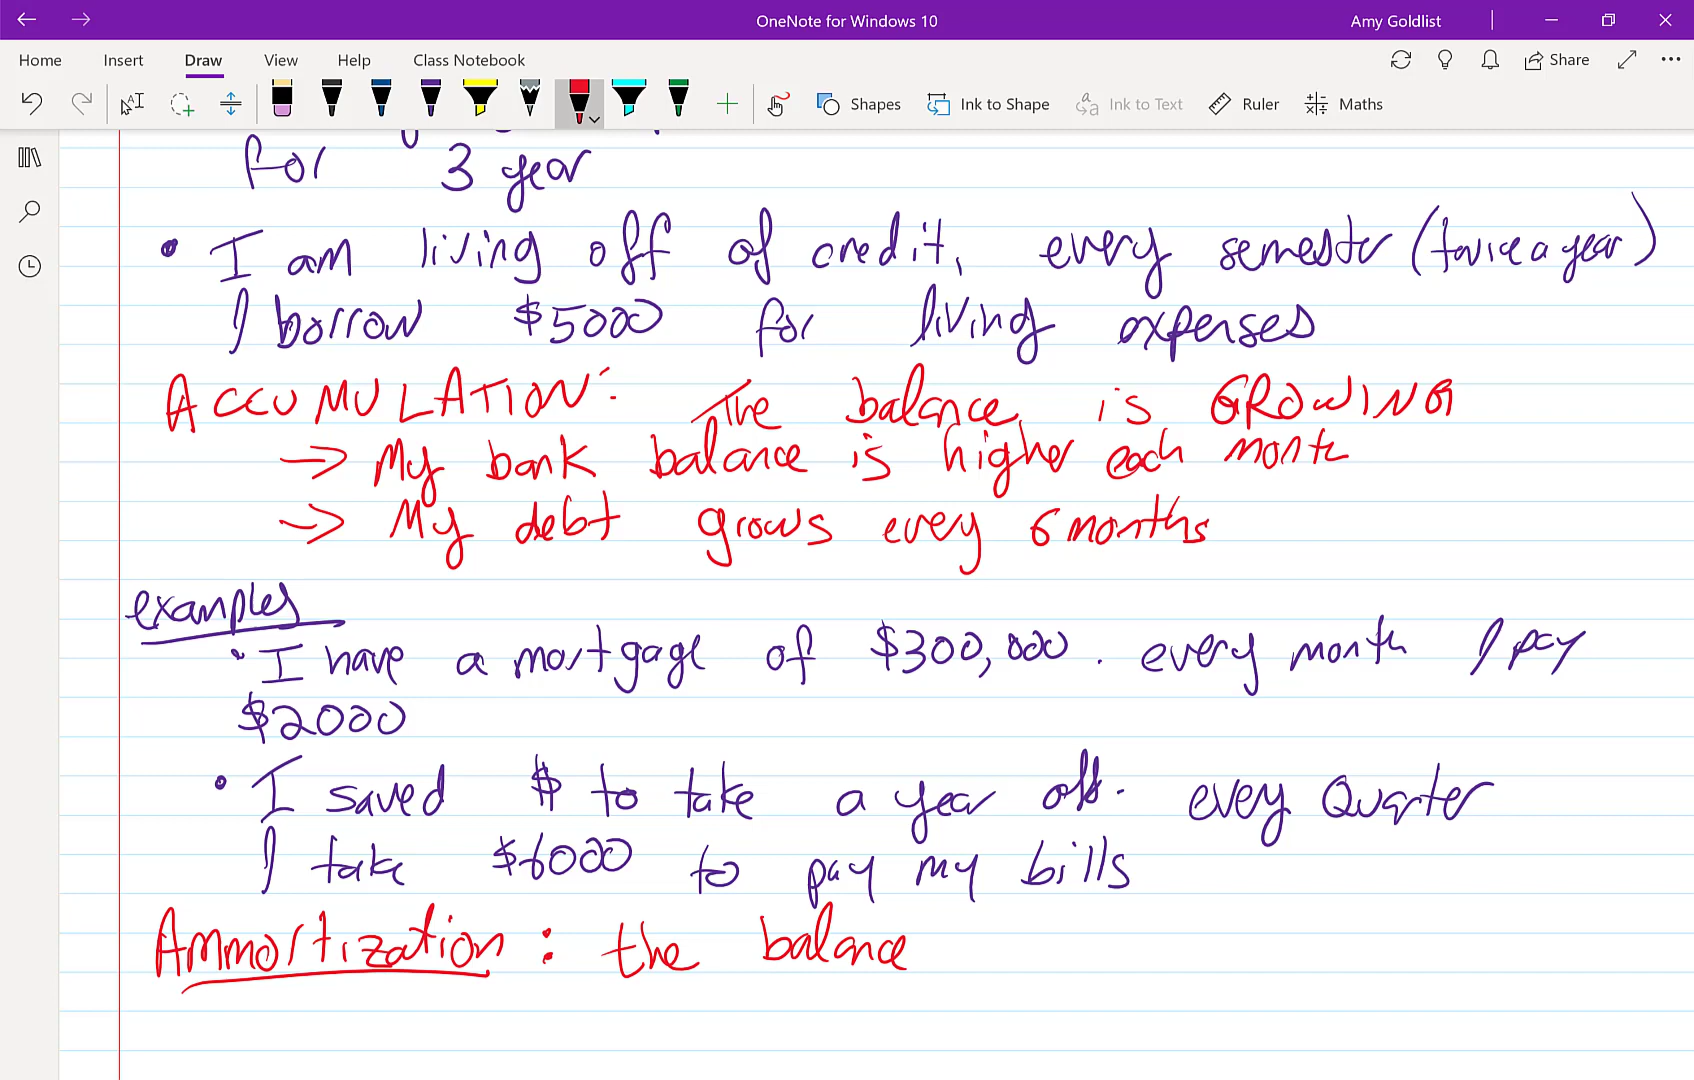 OneNote for Windows 10
Amy Goldlist
Home Insert Draw View Help Class Notebook
Share
Shapes Ink to Shape Ink to Text Ruler Maths
for 3 year
• I am living off of credit, every semester (twice a year)
I borrow $5000 for living expenses
ACCUMULATION: The balance is GROWING
→ My bank balance is higher each month
→ My debt grows every 6 months
examples
• I have a mortgage of $300,000. every month I pay
$2000
• I saved $ to take a year off. every Quarter
I take $6000 to pay my bills
Ammortization: the balance